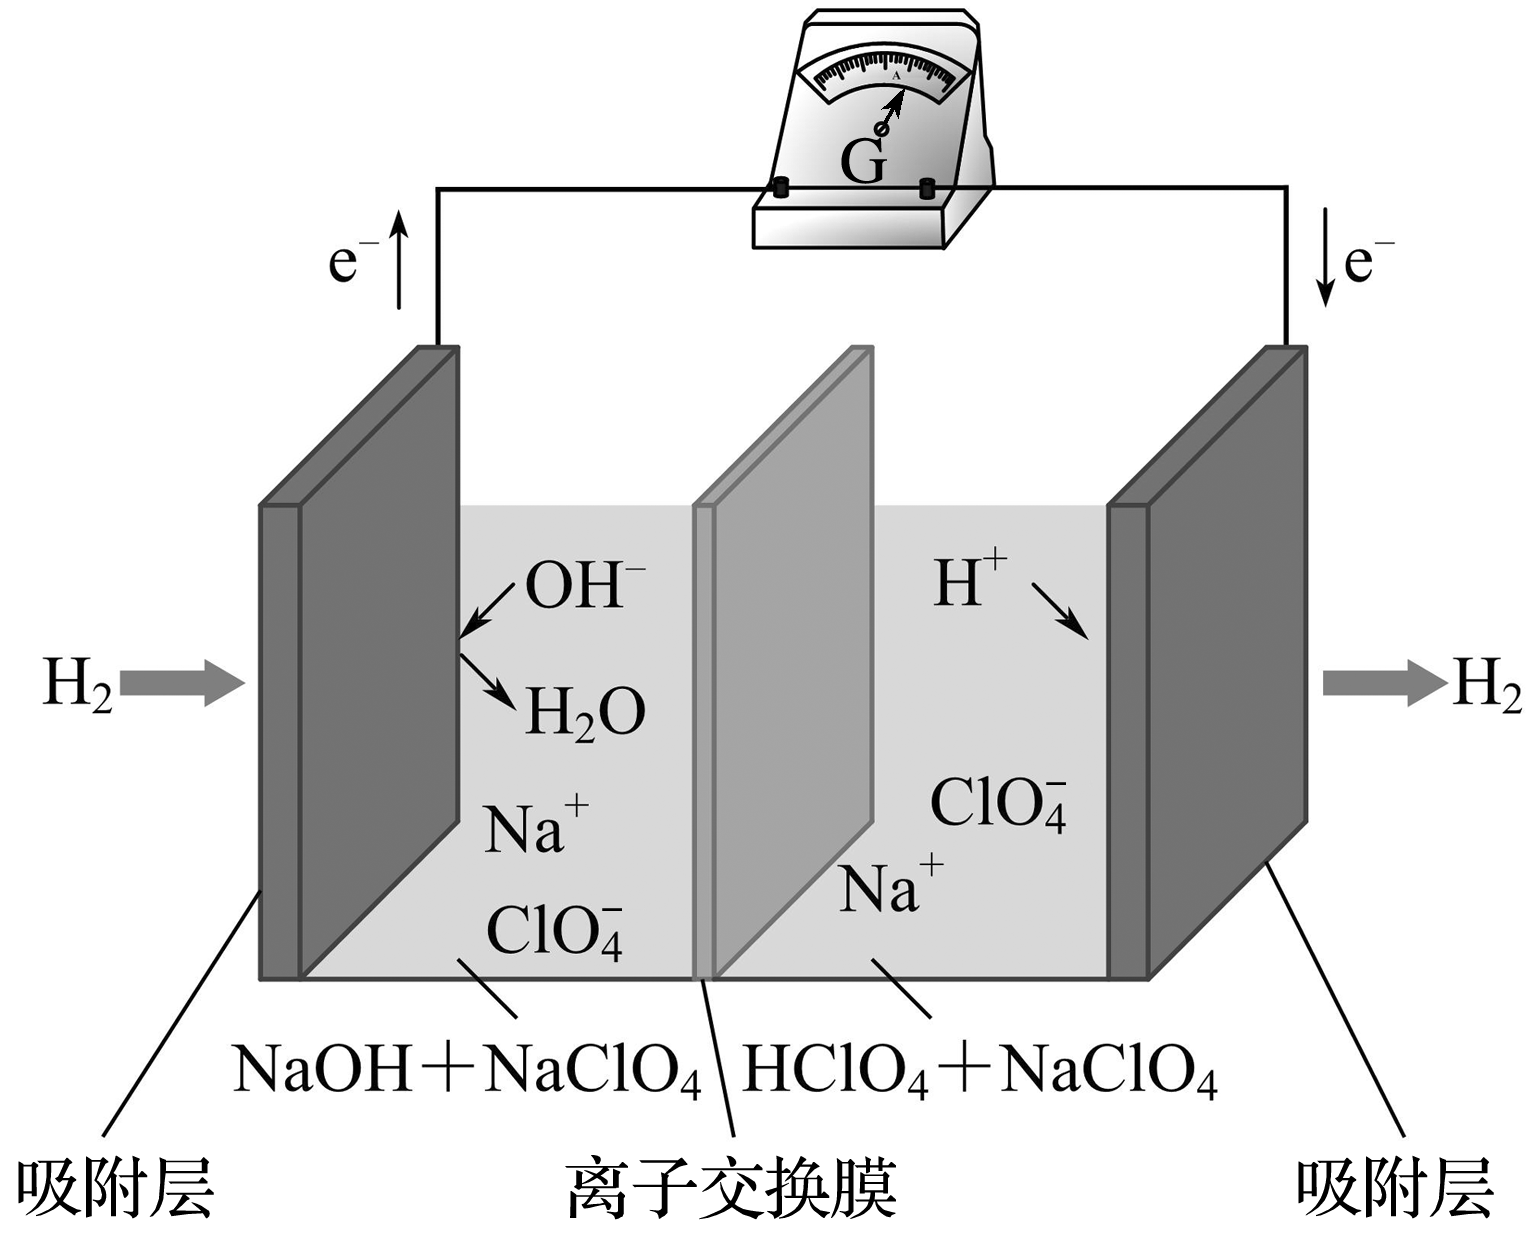 A
G
e⁻
e⁻
OH⁻
H⁺
H₂
H₂
H₂O
ClO₄⁻
Na⁺
Na⁺
ClO₄⁻
NaOH＋NaClO₄
HClO₄＋NaClO₄
吸附层
离子交换膜
吸附层